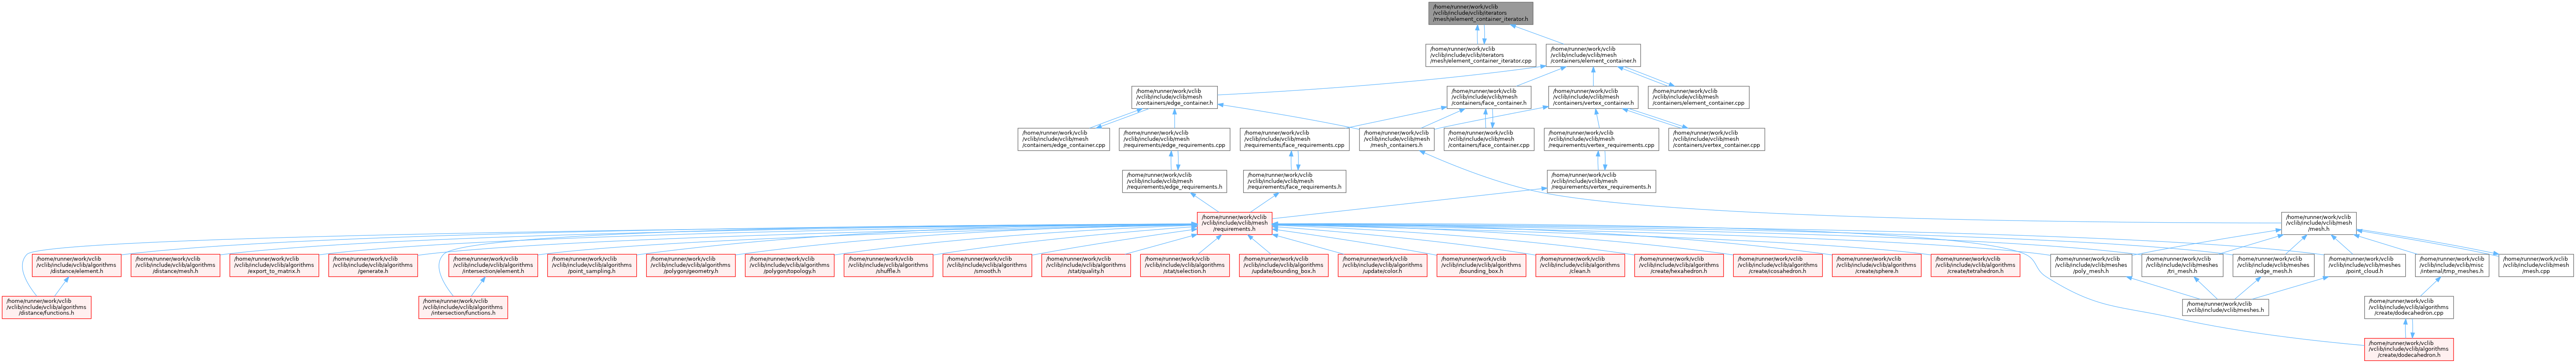 /home/runner/work/vclib
/vclib/include/vclib/iterators
/mesh/element_container_iterator.h
/home/runner/work/vclib
/vclib/include/vclib/iterators
/mesh/element_container_iterator.cpp
/home/runner/work/vclib
/vclib/include/vclib/mesh
/containers/element_container.h
/home/runner/work/vclib
/vclib/include/vclib/mesh
/containers/edge_container.h
/home/runner/work/vclib
/vclib/include/vclib/mesh
/containers/face_container.h
/home/runner/work/vclib
/vclib/include/vclib/mesh
/containers/vertex_container.h
/home/runner/work/vclib
/vclib/include/vclib/mesh
/containers/element_container.cpp
/home/runner/work/vclib
/vclib/include/vclib/mesh
/containers/edge_container.cpp
/home/runner/work/vclib
/vclib/include/vclib/mesh
/requirements/edge_requirements.cpp
/home/runner/work/vclib
/vclib/include/vclib/mesh
/requirements/face_requirements.cpp
/home/runner/work/vclib
/vclib/include/vclib/mesh
/mesh_containers.h
/home/runner/work/vclib
/vclib/include/vclib/mesh
/containers/face_container.cpp
/home/runner/work/vclib
/vclib/include/vclib/mesh
/requirements/vertex_requirements.cpp
/home/runner/work/vclib
/vclib/include/vclib/mesh
/containers/vertex_container.cpp
/home/runner/work/vclib
/vclib/include/vclib/mesh
/requirements/edge_requirements.h
/home/runner/work/vclib
/vclib/include/vclib/mesh
/requirements/face_requirements.h
/home/runner/work/vclib
/vclib/include/vclib/mesh
/requirements/vertex_requirements.h
/home/runner/work/vclib
/vclib/include/vclib/mesh
/requirements.h
/home/runner/work/vclib
/vclib/include/vclib/mesh
/mesh.h
/home/runner/work/vclib
/vclib/include/vclib/algorithms
/distance/element.h
/home/runner/work/vclib
/vclib/include/vclib/algorithms
/distance/mesh.h
/home/runner/work/vclib
/vclib/include/vclib/algorithms
/export_to_matrix.h
/home/runner/work/vclib
/vclib/include/vclib/algorithms
/generate.h
/home/runner/work/vclib
/vclib/include/vclib/algorithms
/intersection/element.h
/home/runner/work/vclib
/vclib/include/vclib/algorithms
/point_sampling.h
/home/runner/work/vclib
/vclib/include/vclib/algorithms
/polygon/geometry.h
/home/runner/work/vclib
/vclib/include/vclib/algorithms
/polygon/topology.h
/home/runner/work/vclib
/vclib/include/vclib/algorithms
/shuffle.h
/home/runner/work/vclib
/vclib/include/vclib/algorithms
/smooth.h
/home/runner/work/vclib
/vclib/include/vclib/algorithms
/stat/quality.h
/home/runner/work/vclib
/vclib/include/vclib/algorithms
/stat/selection.h
/home/runner/work/vclib
/vclib/include/vclib/algorithms
/update/bounding_box.h
/home/runner/work/vclib
/vclib/include/vclib/algorithms
/update/color.h
/home/runner/work/vclib
/vclib/include/vclib/algorithms
/bounding_box.h
/home/runner/work/vclib
/vclib/include/vclib/algorithms
/clean.h
/home/runner/work/vclib
/vclib/include/vclib/algorithms
/create/hexahedron.h
/home/runner/work/vclib
/vclib/include/vclib/algorithms
/create/icosahedron.h
/home/runner/work/vclib
/vclib/include/vclib/algorithms
/create/sphere.h
/home/runner/work/vclib
/vclib/include/vclib/algorithms
/create/tetrahedron.h
/home/runner/work/vclib
/vclib/include/vclib/meshes
/poly_mesh.h
/home/runner/work/vclib
/vclib/include/vclib/meshes
/tri_mesh.h
/home/runner/work/vclib
/vclib/include/vclib/meshes
/edge_mesh.h
/home/runner/work/vclib
/vclib/include/vclib/meshes
/point_cloud.h
/home/runner/work/vclib
/vclib/include/vclib/misc
/internal/tmp_meshes.h
/home/runner/work/vclib
/vclib/include/vclib/mesh
/mesh.cpp
/home/runner/work/vclib
/vclib/include/vclib/algorithms
/distance/functions.h
/home/runner/work/vclib
/vclib/include/vclib/algorithms
/intersection/functions.h
/home/runner/work/vclib
/vclib/include/vclib/meshes.h
/home/runner/work/vclib
/vclib/include/vclib/algorithms
/create/dodecahedron.cpp
/home/runner/work/vclib
/vclib/include/vclib/algorithms
/create/dodecahedron.h